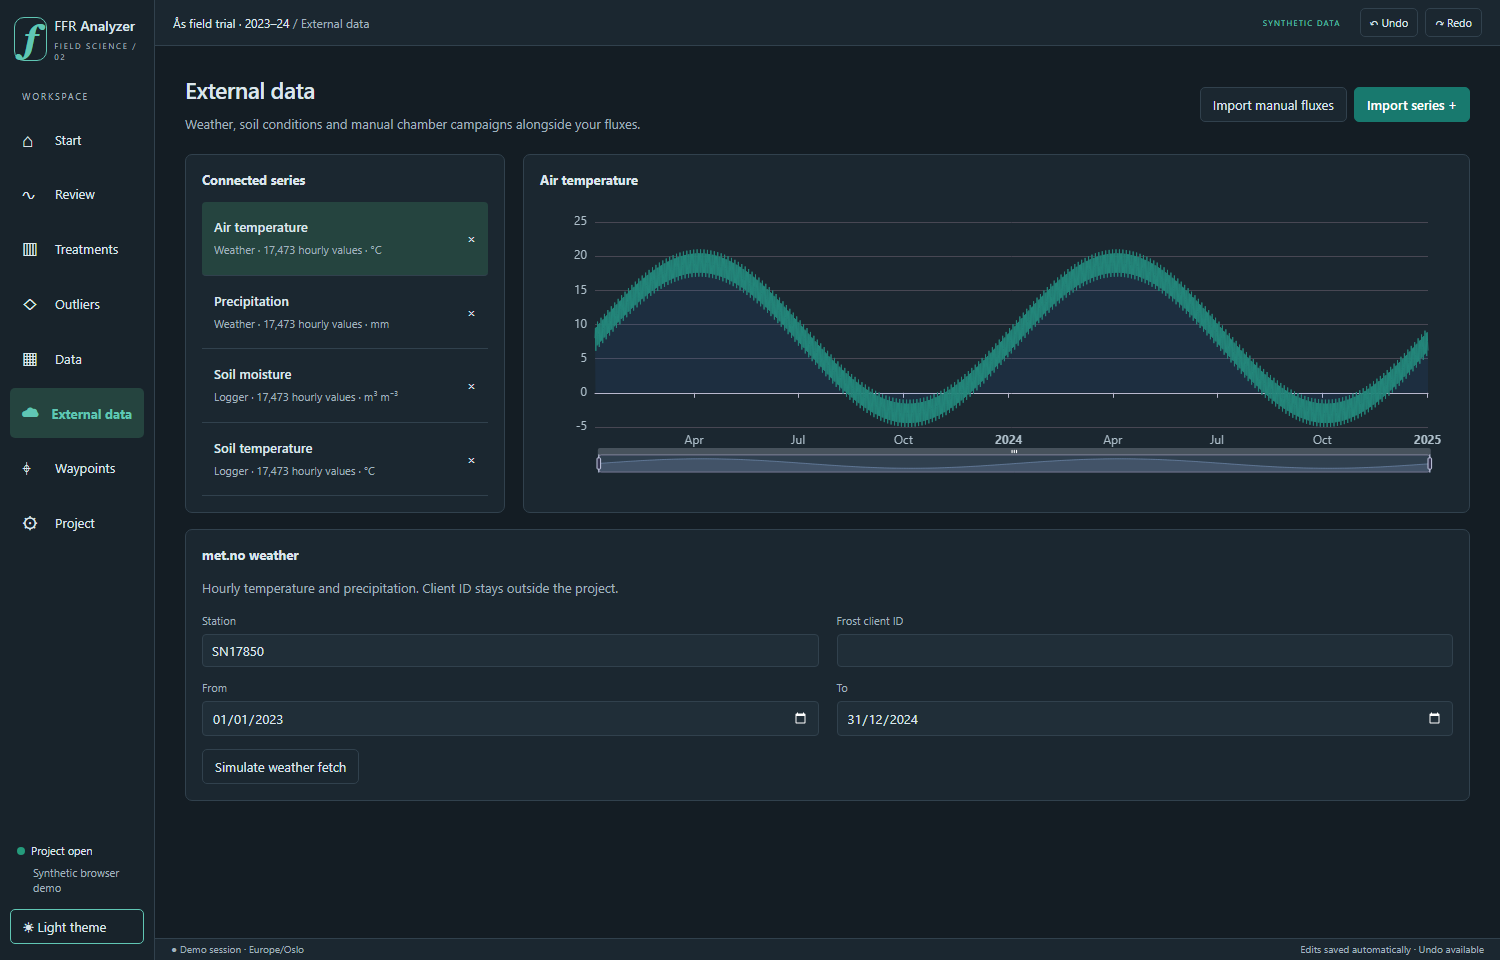 FFR Analyzer
FIELD SCIENCE /
02
WORKSPACE
Start
Review
Treatments
Outliers
Data
External data
Waypoints
Project
Project open
Synthetic browser
demo
Light theme
Ås field trial · 2023–24 / External data
SYNTHETIC DATA
Undo
Redo
External data
Weather, soil conditions and manual chamber campaigns alongside your fluxes.
Import manual fluxes
Import series +
Connected series
Air temperature
Weather · 17,473 hourly values · °C
×
Precipitation
Weather · 17,473 hourly values · mm
×
Soil moisture
Logger · 17,473 hourly values · m³ m⁻³
×
Soil temperature
Logger · 17,473 hourly values · °C
×
Air temperature
25
20
15
10
5
0
-5
Apr Jul Oct 2024 Apr Jul Oct 2025
met.no weather
Hourly temperature and precipitation. Client ID stays outside the project.
Station
SN17850
Frost client ID
From
01/01/2023
To
31/12/2024
Simulate weather fetch
Demo session · Europe/Oslo
Edits saved automatically · Undo available